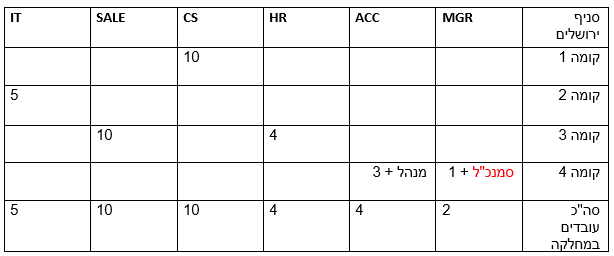 סניף ירושלים MGR ACC HR CS SALE IT
קומה 1 10
קומה 2 5
קומה 3 4 10
קומה 4 סמנכ"ל + 1 מנהל + 3
סה"כ עובדים במחלקה 2 4 4 10 10 5